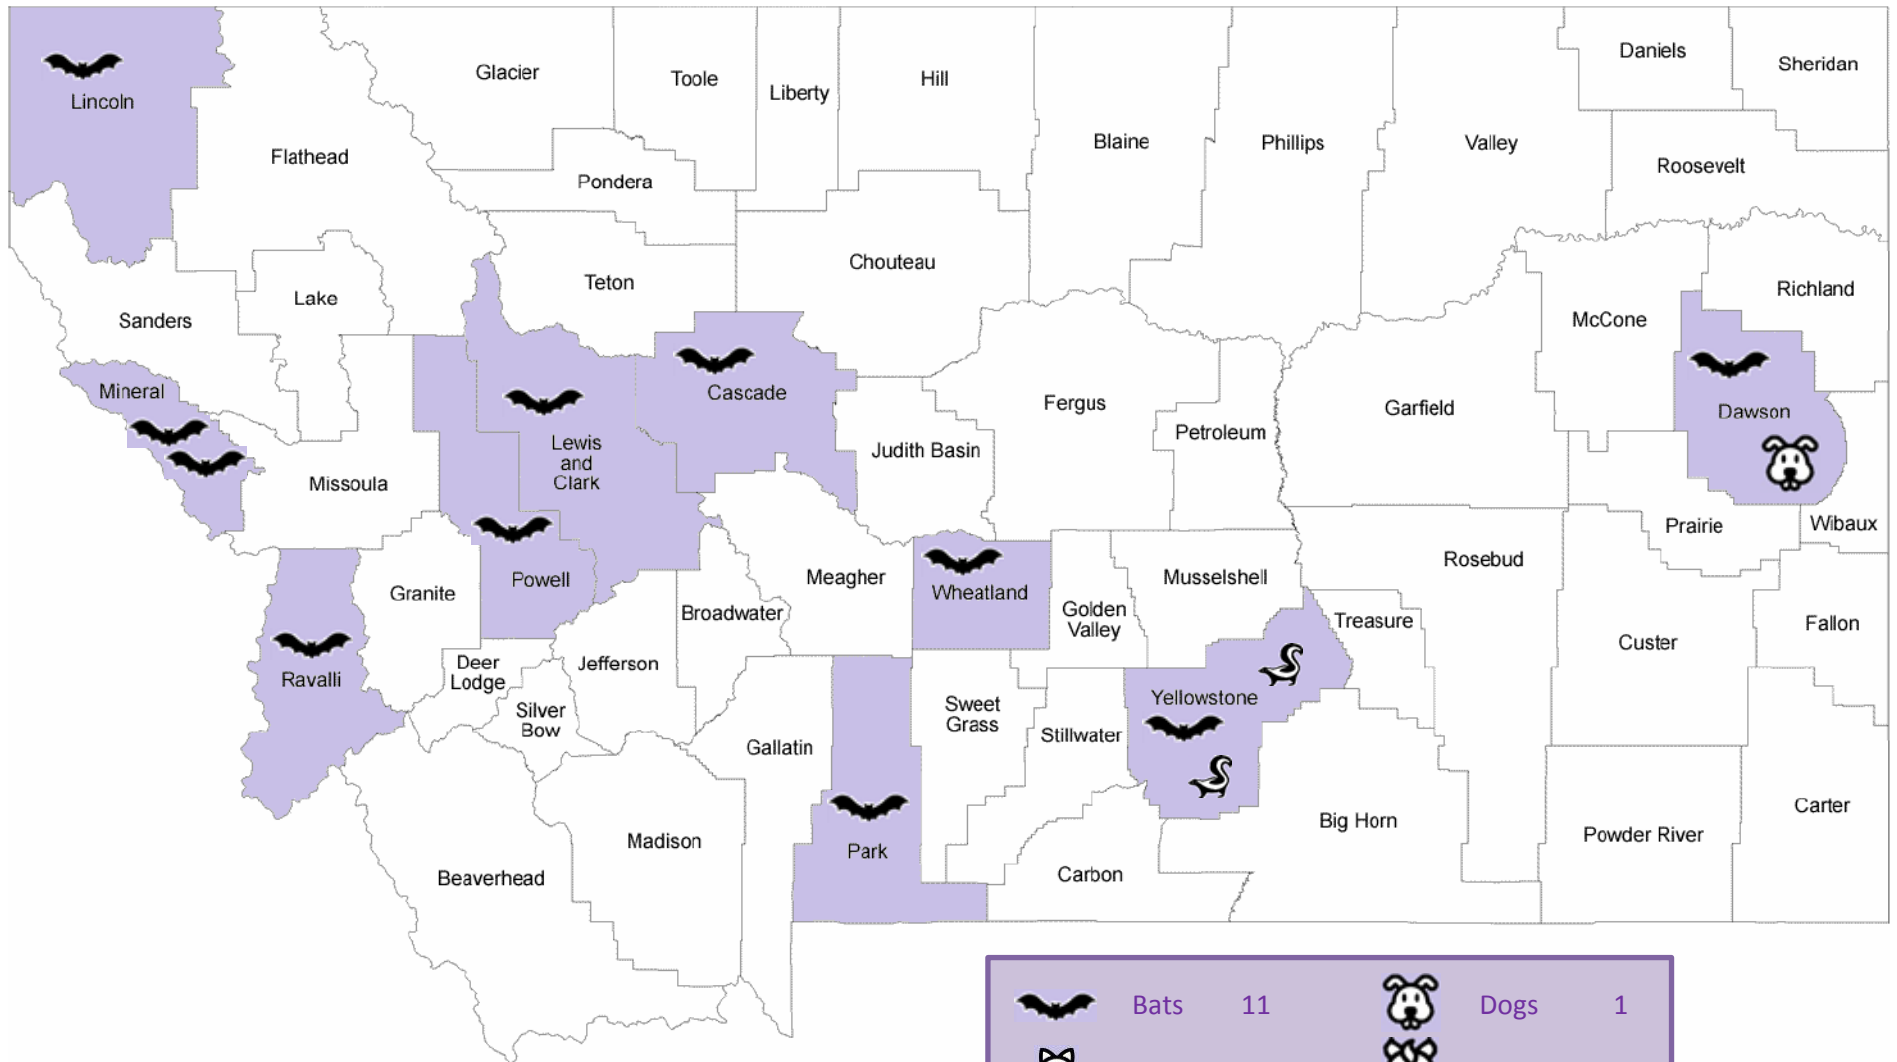 Glacier
Toole
Liberty
Hill
Blaine
Phillips
Valley
Daniels
Sheridan
Lincoln
Flathead
Pondera
Roosevelt
Sanders
Lake
Teton
Chouteau
McCone
Richland
Mineral
Missoula
Lewis
and
Clark
Cascade
Judith Basin
Fergus
Petroleum
Garfield
Dawson
Prairie
Wibaux
Ravalli
Granite
Powell
Deer
Lodge
Silver
Bow
Jefferson
Broadwater
Meagher
Wheatland
Golden
Valley
Musselshell
Treasure
Rosebud
Custer
Fallon
Beaverhead
Madison
Gallatin
Park
Sweet
Grass
Stillwater
Yellowstone
Carbon
Big Horn
Powder River
Carter
Bats 11 Dogs 1